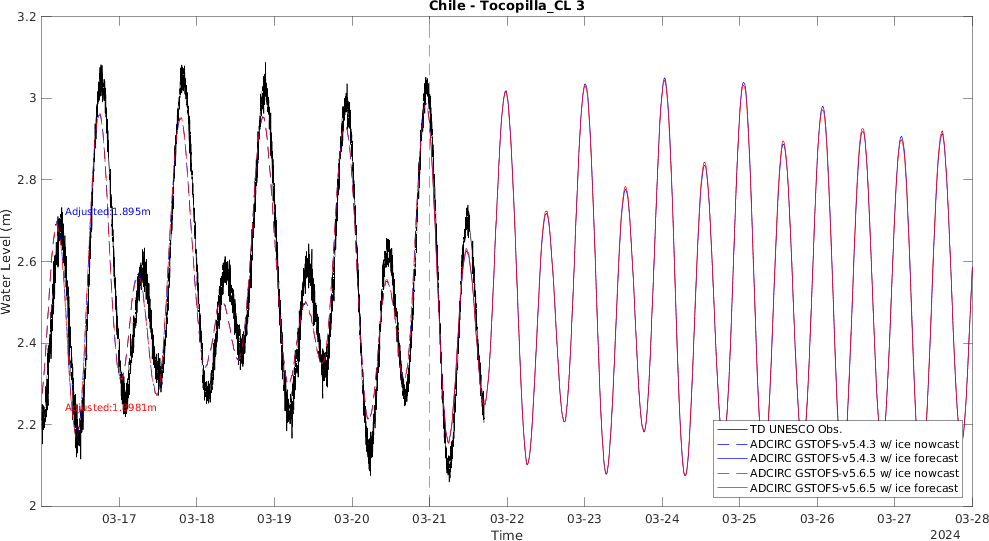 Chile - Tocopilla_CL 3
3.2
3
2.8
2.6
2.4
2.2
2
Water Level (m)
Adjusted:1.895m
TD UNESCO Obs.
ADCIRC GSTOFS-v5.4.3 w/ ice nowcast
ADCIRC GSTOFS-v5.4.3 w/ ice forecast
ADCIRC GSTOFS-v5.6.5 w/ ice nowcast
ADCIRC GSTOFS-v5.6.5 w/ ice forecast
03-17 03-18 03-19 03-20 03-21 03-22 03-23 03-24 03-25 03-26 03-27 03-28
Time
2024